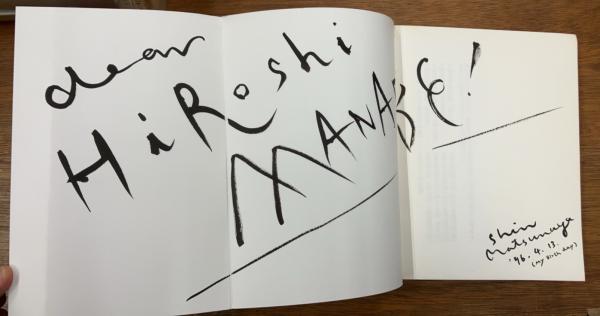 dear
HiRoshi
MANABE!
Shin
Matsunaga
'96. 4. 13.
(my birth day)